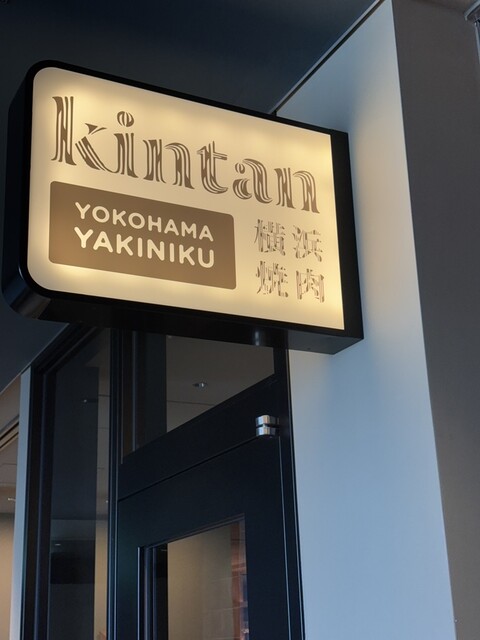 kintan
YOKOHAMA
YAKINIKU
横浜
焼肉